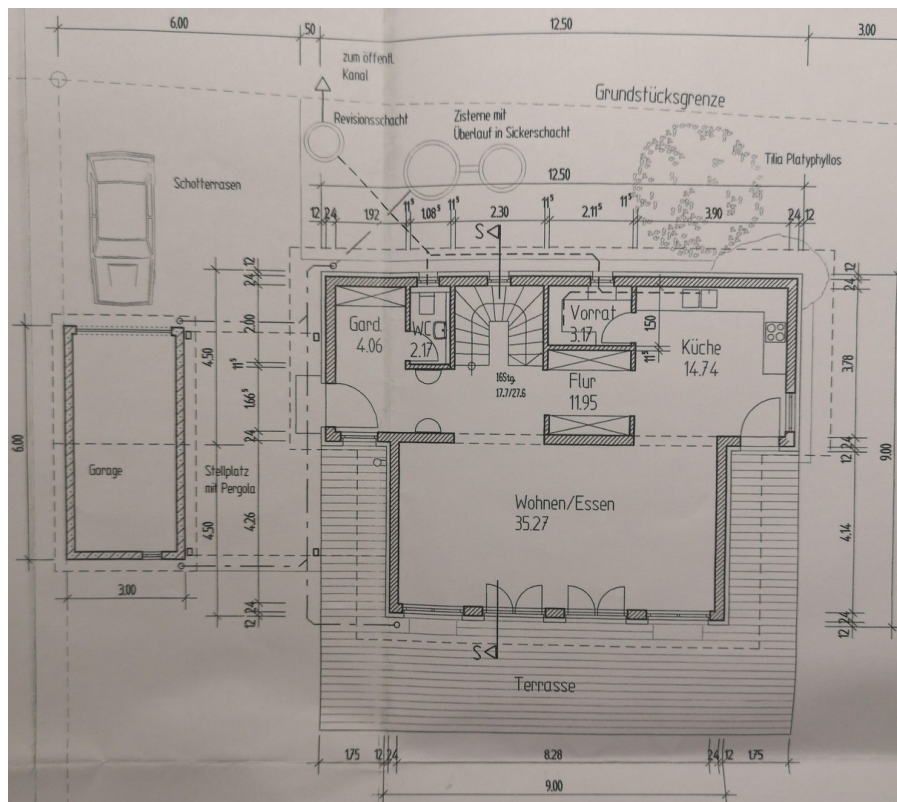 6.00
50
12.50
3.00
zum öffentl.
Kanal
Grundstücksgrenze
Revisionsschacht
Zisterne mit
Überlauf in Sickerschacht
Tilia Platyphyllos
Schotterrasen
12.50
12 24 1.92 11⁵ 1.08⁵ 11⁵ 2.30 11⁵ 2.11⁵ 11⁵ 3.90 24 12
S
12
24
2.00
4.50
11⁵
1.66⁵
24
4.26
4.50
24
12
Gard.
4.06
WC
2.17
Vorrat
3.17
1.50
11⁵
Küche
14.74
16Stg.
17.7/27.6
Flur
11.95
12
24
3.78
24
12
9.00
4.14
24
12
6.00
Garage
Stellplatz
mit Pergola
3.00
Wohnen/Essen
35.27
S
Terrasse
1.75 12 24 8.28 24 12 1.75
9.00